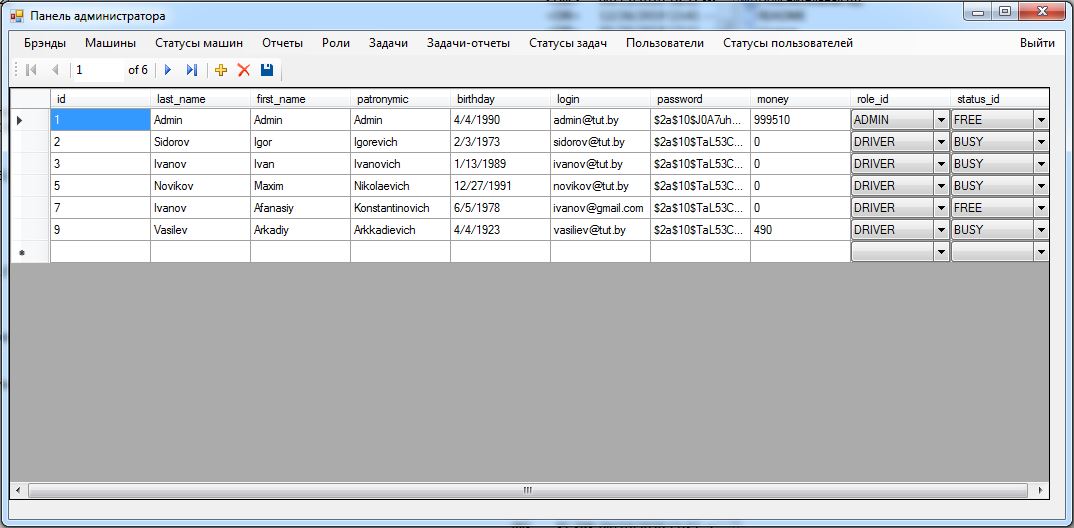 Панель администратора
Брэнды Машины Статусы машин Отчеты Роли Задачи Задачи-отчеты Статусы задач Пользователи Статусы пользователей Выйти
1 of 6
id last_name first_name patronymic birthday login password money role_id status_id
1 Admin Admin Admin 4/4/1990 admin@tut.by $2a$10$J0A7uh... 999510 ADMIN FREE
2 Sidorov Igor Igorevich 2/3/1973 sidorov@tut.by $2a$10$TaL53C... 0 DRIVER BUSY
3 Ivanov Ivan Ivanovich 1/13/1989 ivanov@tut.by $2a$10$TaL53C... 0 DRIVER BUSY
5 Novikov Maxim Nikolaevich 12/27/1991 novikov@tut.by $2a$10$TaL53C... 0 DRIVER BUSY
7 Ivanov Afanasiy Konstantinovich 6/5/1978 ivanov@gmail.com $2a$10$TaL53C... 0 DRIVER FREE
9 Vasilev Arkadiy Arkkadievich 4/4/1923 vasiliev@tut.by $2a$10$TaL53C... 490 DRIVER BUSY